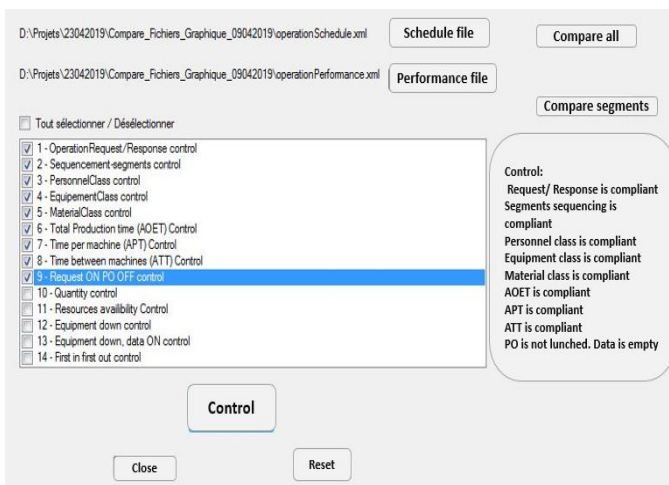 D:\Projets\23042019\Compare_Fichiers_Graphique_09042019\operationSchedule.xml
Schedule file
Compare all
D:\Projets\23042019\Compare_Fichiers_Graphique_09042019\operationPerformance.xml
Performance file
Compare segments
Tout sélectionner / Désélectionner
1 - OperationRequest/Response control
2 - Sequencement-segments control
3 - PersonnelClass control
4 - EquipementClass control
5 - MaterialClass control
6 - Total Production time (AOET) Control
7 - Time per machine (APT) Control
8 - Time between machines (ATT) Control
9 - Request ON PO OFF control
10 - Quantity control
11 - Resources availibility Control
12 - Equipment down control
13 - Equipment down, data ON control
14 - First in first out control
Control:
Request/ Response is compliant
Segments sequencing is
compliant
Personnel class is compliant
Equipment class is compliant
Material class is compliant
AOET is compliant
APT is compliant
ATT is compliant
PO is not lunched. Data is empty
Control
Close
Reset